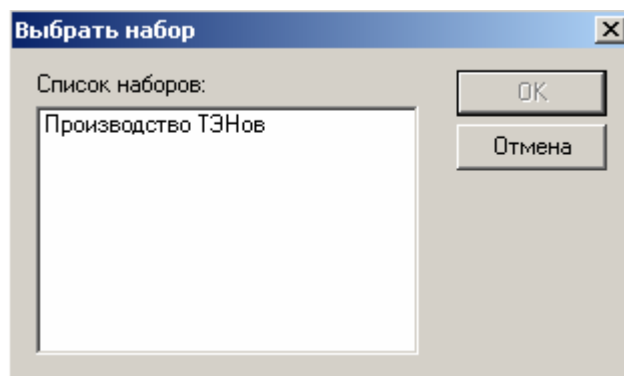 Выбрать набор
Список наборов:
OK
Производство ТЭНов
Отмена